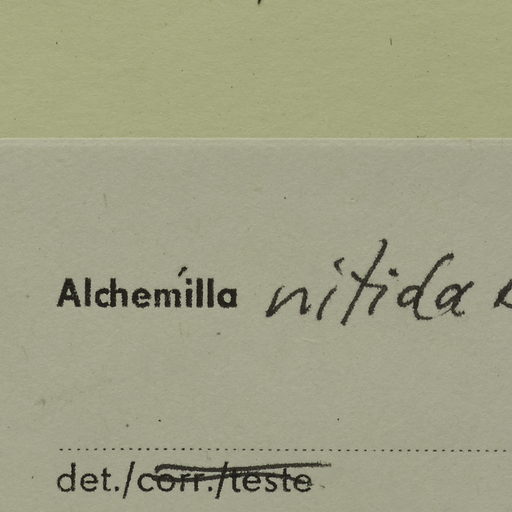 Alchemilla nitida
det./corr./teste